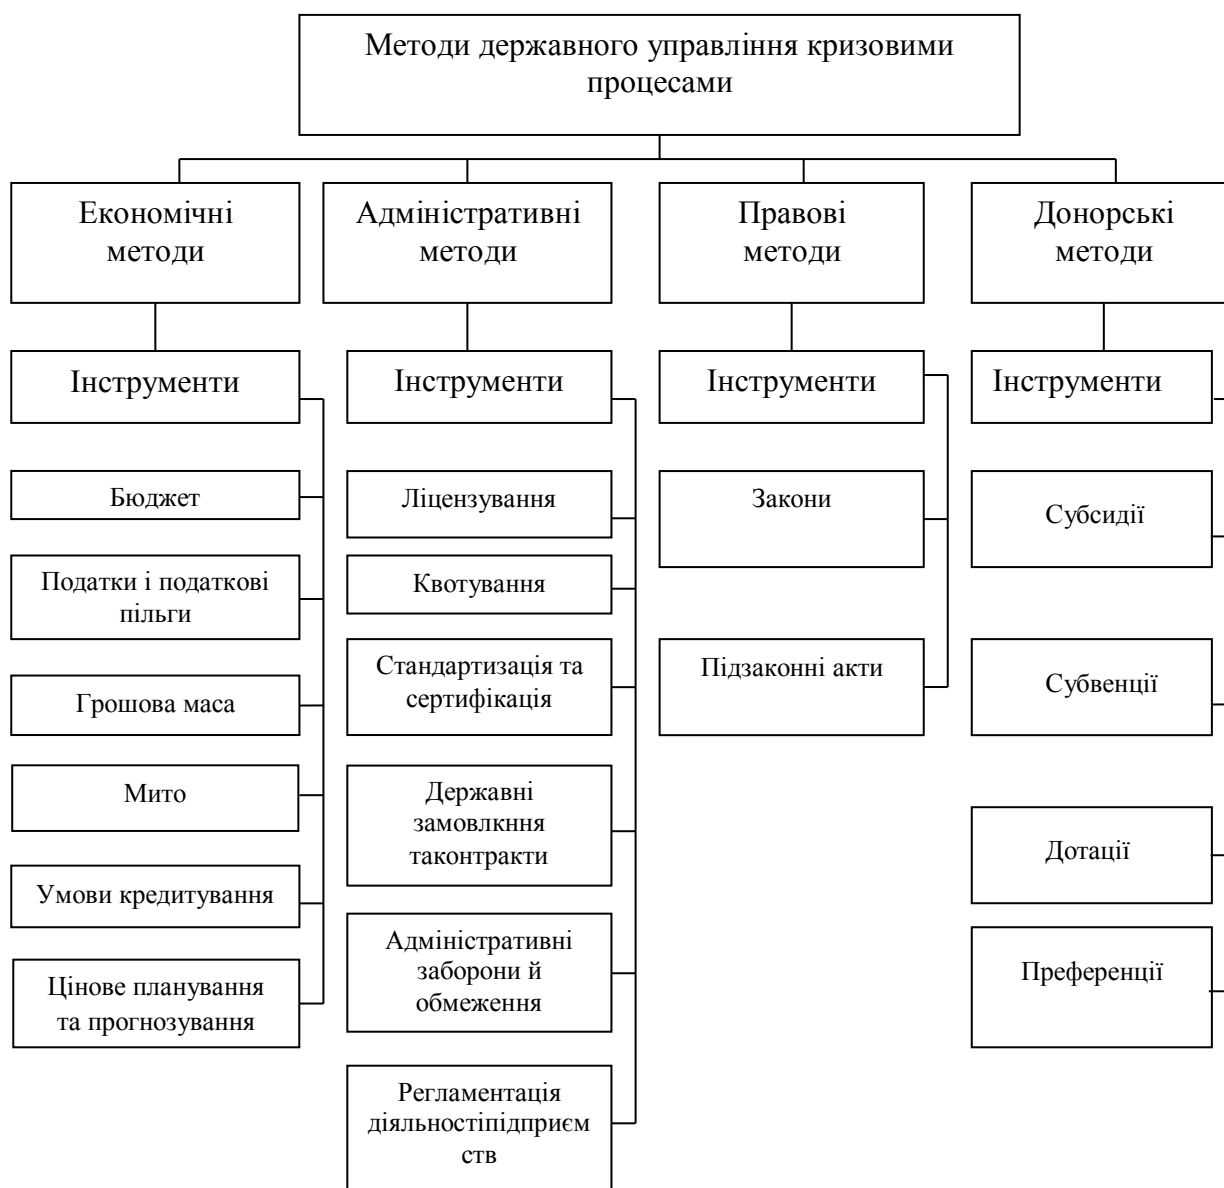 Методи державного управління кризовими
процесами
Економічні
методи
Адміністративні
методи
Правові
методи
Донорські
методи
Інструменти
Інструменти
Інструменти
Інструменти
Бюджет
Податки і податкові
пільги
Грошова маса
Мито
Умови кредитування
Цінове планування
та прогнозування
Ліцензування
Квотування
Стандартизація та
сертифікація
Державні
замовлкння
таконтракти
Адміністративні
заборони й
обмеження
Регламентація
діяльностіпідприєм
ств
Закони
Підзаконні акти
Субсидії
Субвенції
Дотації
Преференції